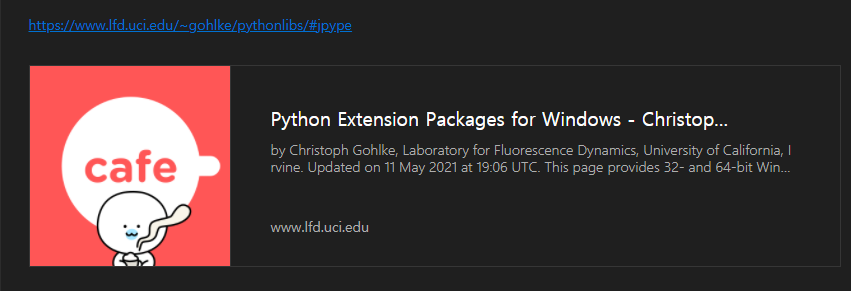 https://www.lfd.uci.edu/~gohlke/pythonlibs/#jpype
cafe
Python Extension Packages for Windows - Christop...
by Christoph Gohlke, Laboratory for Fluorescence Dynamics, University of California, I
rvine. Updated on 11 May 2021 at 19:06 UTC. This page provides 32- and 64-bit Win...
www.lfd.uci.edu